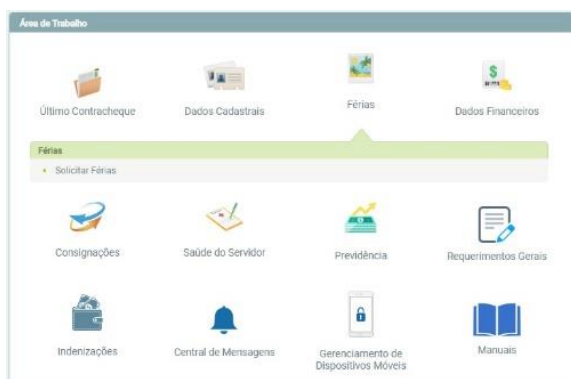 Área de Trabalho
Último Contracheque
Dados Cadastrais
Férias
Dados Financeiros
Férias
Solicitar Férias
Consignações
Saúde do Servidor
Previdência
Requerimentos Gerais
Indenizações
Central de Mensagens
Gerenciamento de
Dispositivos Móveis
Manuais